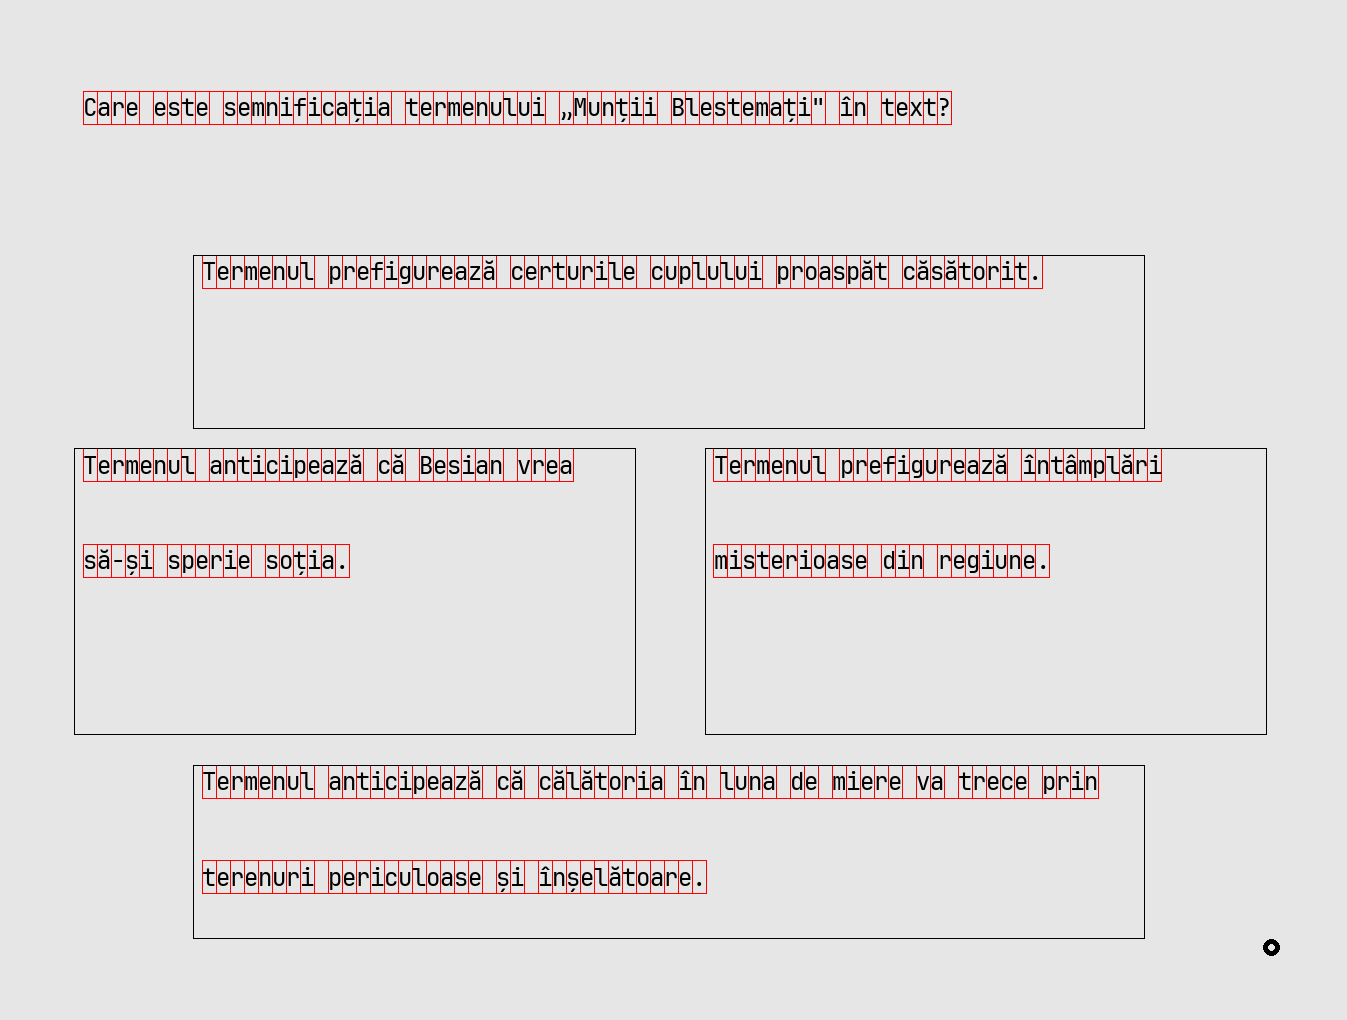 Care este semnificația termenului „Munții Blestemați" în text?
Termenul prefigurează certurile cuplului proaspăt căsătorit.
Termenul anticipează că Besian vrea
să-și sperie soția.
Termenul prefigurează întâmplări
misterioase din regiune.
Termenul anticipează că călătoria în luna de miere va trece prin
terenuri periculoase și înșelătoare.